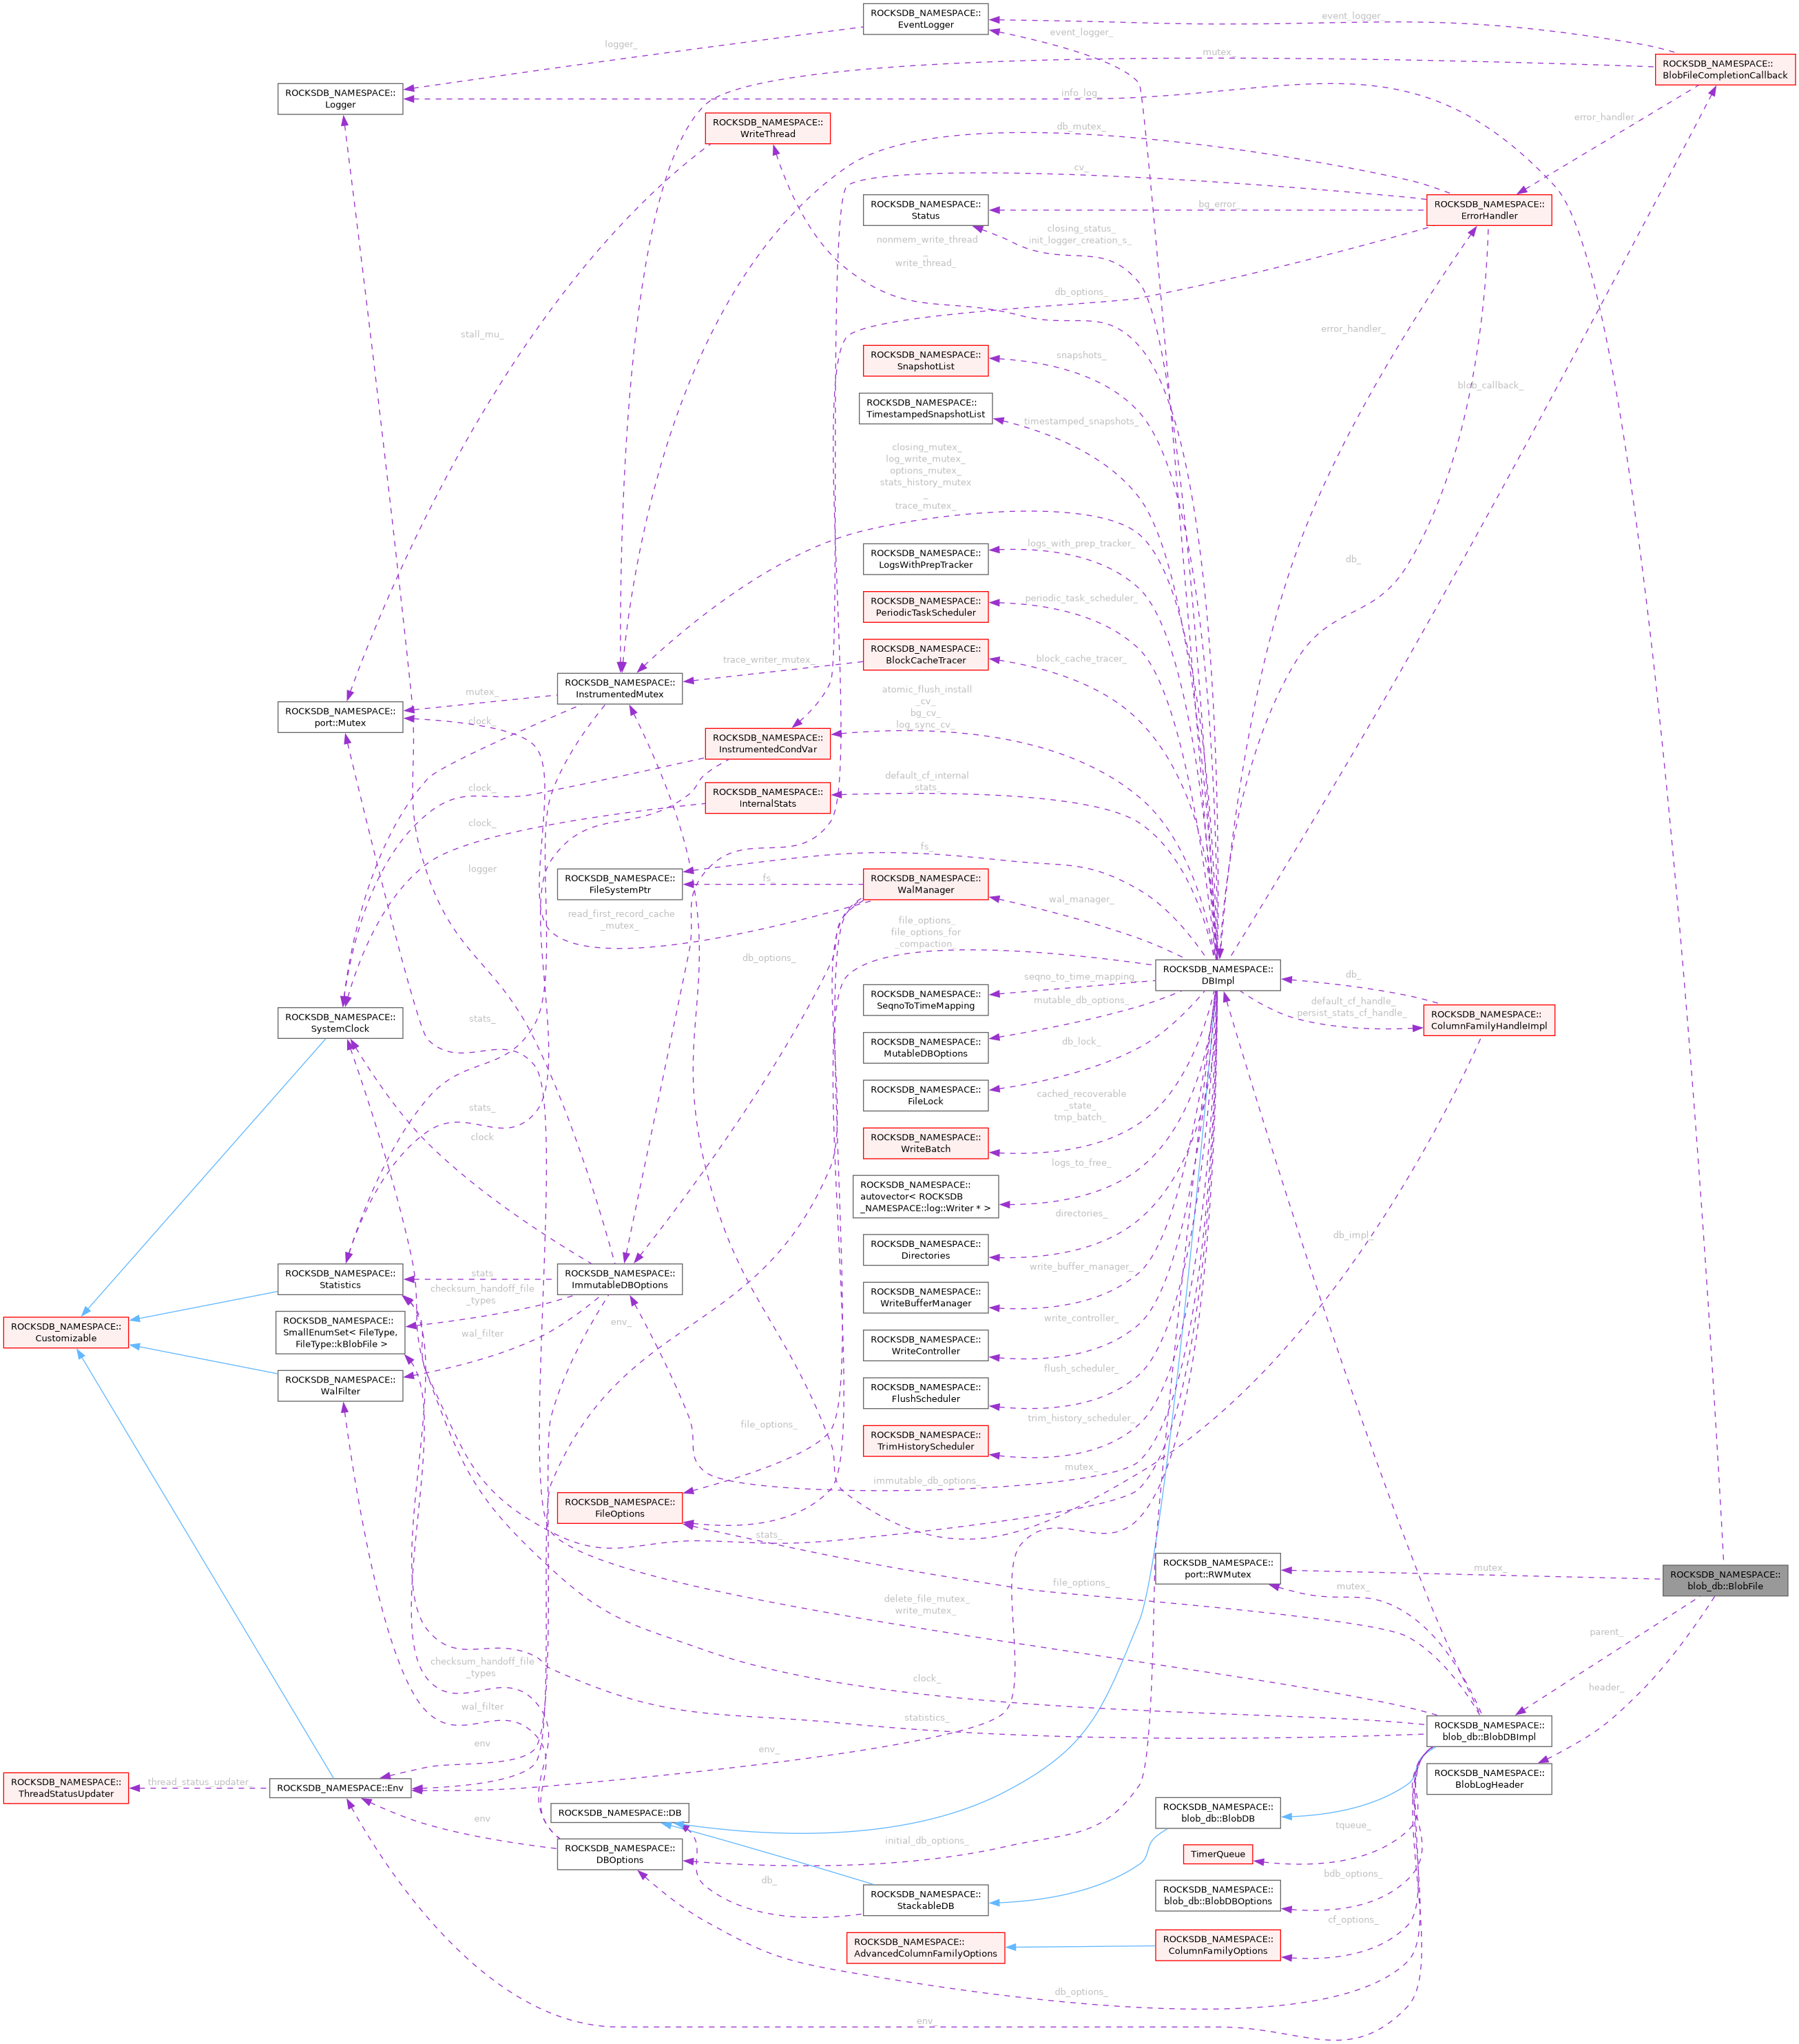 ROCKSDB_NAMESPACE::
EventLogger
event_logger_
event_logger_
logger_
mutex_
ROCKSDB_NAMESPACE::
BlobFileCompletionCallback
ROCKSDB_NAMESPACE::
Logger
info_log_
ROCKSDB_NAMESPACE::
WriteThread
db_mutex_
error_handler_
cv_
ROCKSDB_NAMESPACE::
Status
bg_error_
ROCKSDB_NAMESPACE::
ErrorHandler
nonmem_write_thread
_
write_thread_
closing_status_
init_logger_creation_s_
db_options_
stall_mu_
error_handler_
ROCKSDB_NAMESPACE::
SnapshotList
snapshots_
blob_callback_
ROCKSDB_NAMESPACE::
TimestampedSnapshotList
timestamped_snapshots_
closing_mutex_
log_write_mutex_
options_mutex_
stats_history_mutex
_
trace_mutex_
ROCKSDB_NAMESPACE::
LogsWithPrepTracker
logs_with_prep_tracker_
db_
ROCKSDB_NAMESPACE::
PeriodicTaskScheduler
periodic_task_scheduler_
ROCKSDB_NAMESPACE::
BlockCacheTracer
trace_writer_mutex_
block_cache_tracer_
ROCKSDB_NAMESPACE::
InstrumentedMutex
mutex_
ROCKSDB_NAMESPACE::
port::Mutex
clock_
atomic_flush_install
_cv_
bg_cv_
log_sync_cv_
ROCKSDB_NAMESPACE::
InstrumentedCondVar
clock_
default_cf_internal
_stats_
ROCKSDB_NAMESPACE::
InternalStats
clock_
fs_
logger
ROCKSDB_NAMESPACE::
FileSystemPtr
fs_
ROCKSDB_NAMESPACE::
WalManager
wal_manager_
read_first_record_cache
_mutex_
file_options_
file_options_for
_compaction_
db_options_
ROCKSDB_NAMESPACE::
DBImpl
db_
seqno_to_time_mapping_
ROCKSDB_NAMESPACE::
SeqnoToTimeMapping
mutable_db_options_
default_cf_handle_
persist_stats_cf_handle_
ROCKSDB_NAMESPACE::
ColumnFamilyHandleImpl
ROCKSDB_NAMESPACE::
SystemClock
stats_
ROCKSDB_NAMESPACE::
MutableDBOptions
db_lock_
ROCKSDB_NAMESPACE::
FileLock
cached_recoverable
_state_
tmp_batch_
stats_
clock
ROCKSDB_NAMESPACE::
WriteBatch
logs_to_free_
ROCKSDB_NAMESPACE::
autovector< ROCKSDB
_NAMESPACE::log::Writer * >
directories_
db_impl_
ROCKSDB_NAMESPACE::
Directories
ROCKSDB_NAMESPACE::
Statistics
stats
ROCKSDB_NAMESPACE::
ImmutableDBOptions
write_buffer_manager_
checksum_handoff_file
_types
ROCKSDB_NAMESPACE::
WriteBufferManager
ROCKSDB_NAMESPACE::
Customizable
ROCKSDB_NAMESPACE::
SmallEnumSet< FileType,
FileType::kBlobFile >
wal_filter
env_
write_controller_
ROCKSDB_NAMESPACE::
WriteController
ROCKSDB_NAMESPACE::
WalFilter
flush_scheduler_
ROCKSDB_NAMESPACE::
FlushScheduler
file_options_
trim_history_scheduler_
ROCKSDB_NAMESPACE::
TrimHistoryScheduler
mutex_
immutable_db_options_
ROCKSDB_NAMESPACE::
FileOptions
stats_
ROCKSDB_NAMESPACE::
port::RWMutex
mutex_
ROCKSDB_NAMESPACE::
blob_db::BlobFile
file_options_
mutex_
delete_file_mutex_
write_mutex_
parent_
checksum_handoff_file
_types
clock_
header_
wal_filter
statistics_
ROCKSDB_NAMESPACE::
blob_db::BlobDBImpl
env
env_
ROCKSDB_NAMESPACE::
BlobLogHeader
ROCKSDB_NAMESPACE::
ThreadStatusUpdater
thread_status_updater_
ROCKSDB_NAMESPACE::Env
ROCKSDB_NAMESPACE::DB
ROCKSDB_NAMESPACE::
blob_db::BlobDB
env
tqueue_
ROCKSDB_NAMESPACE::
DBOptions
initial_db_options_
TimerQueue
db_
bdb_options_
ROCKSDB_NAMESPACE::
StackableDB
ROCKSDB_NAMESPACE::
blob_db::BlobDBOptions
cf_options_
ROCKSDB_NAMESPACE::
AdvancedColumnFamilyOptions
ROCKSDB_NAMESPACE::
ColumnFamilyOptions
db_options_
env_